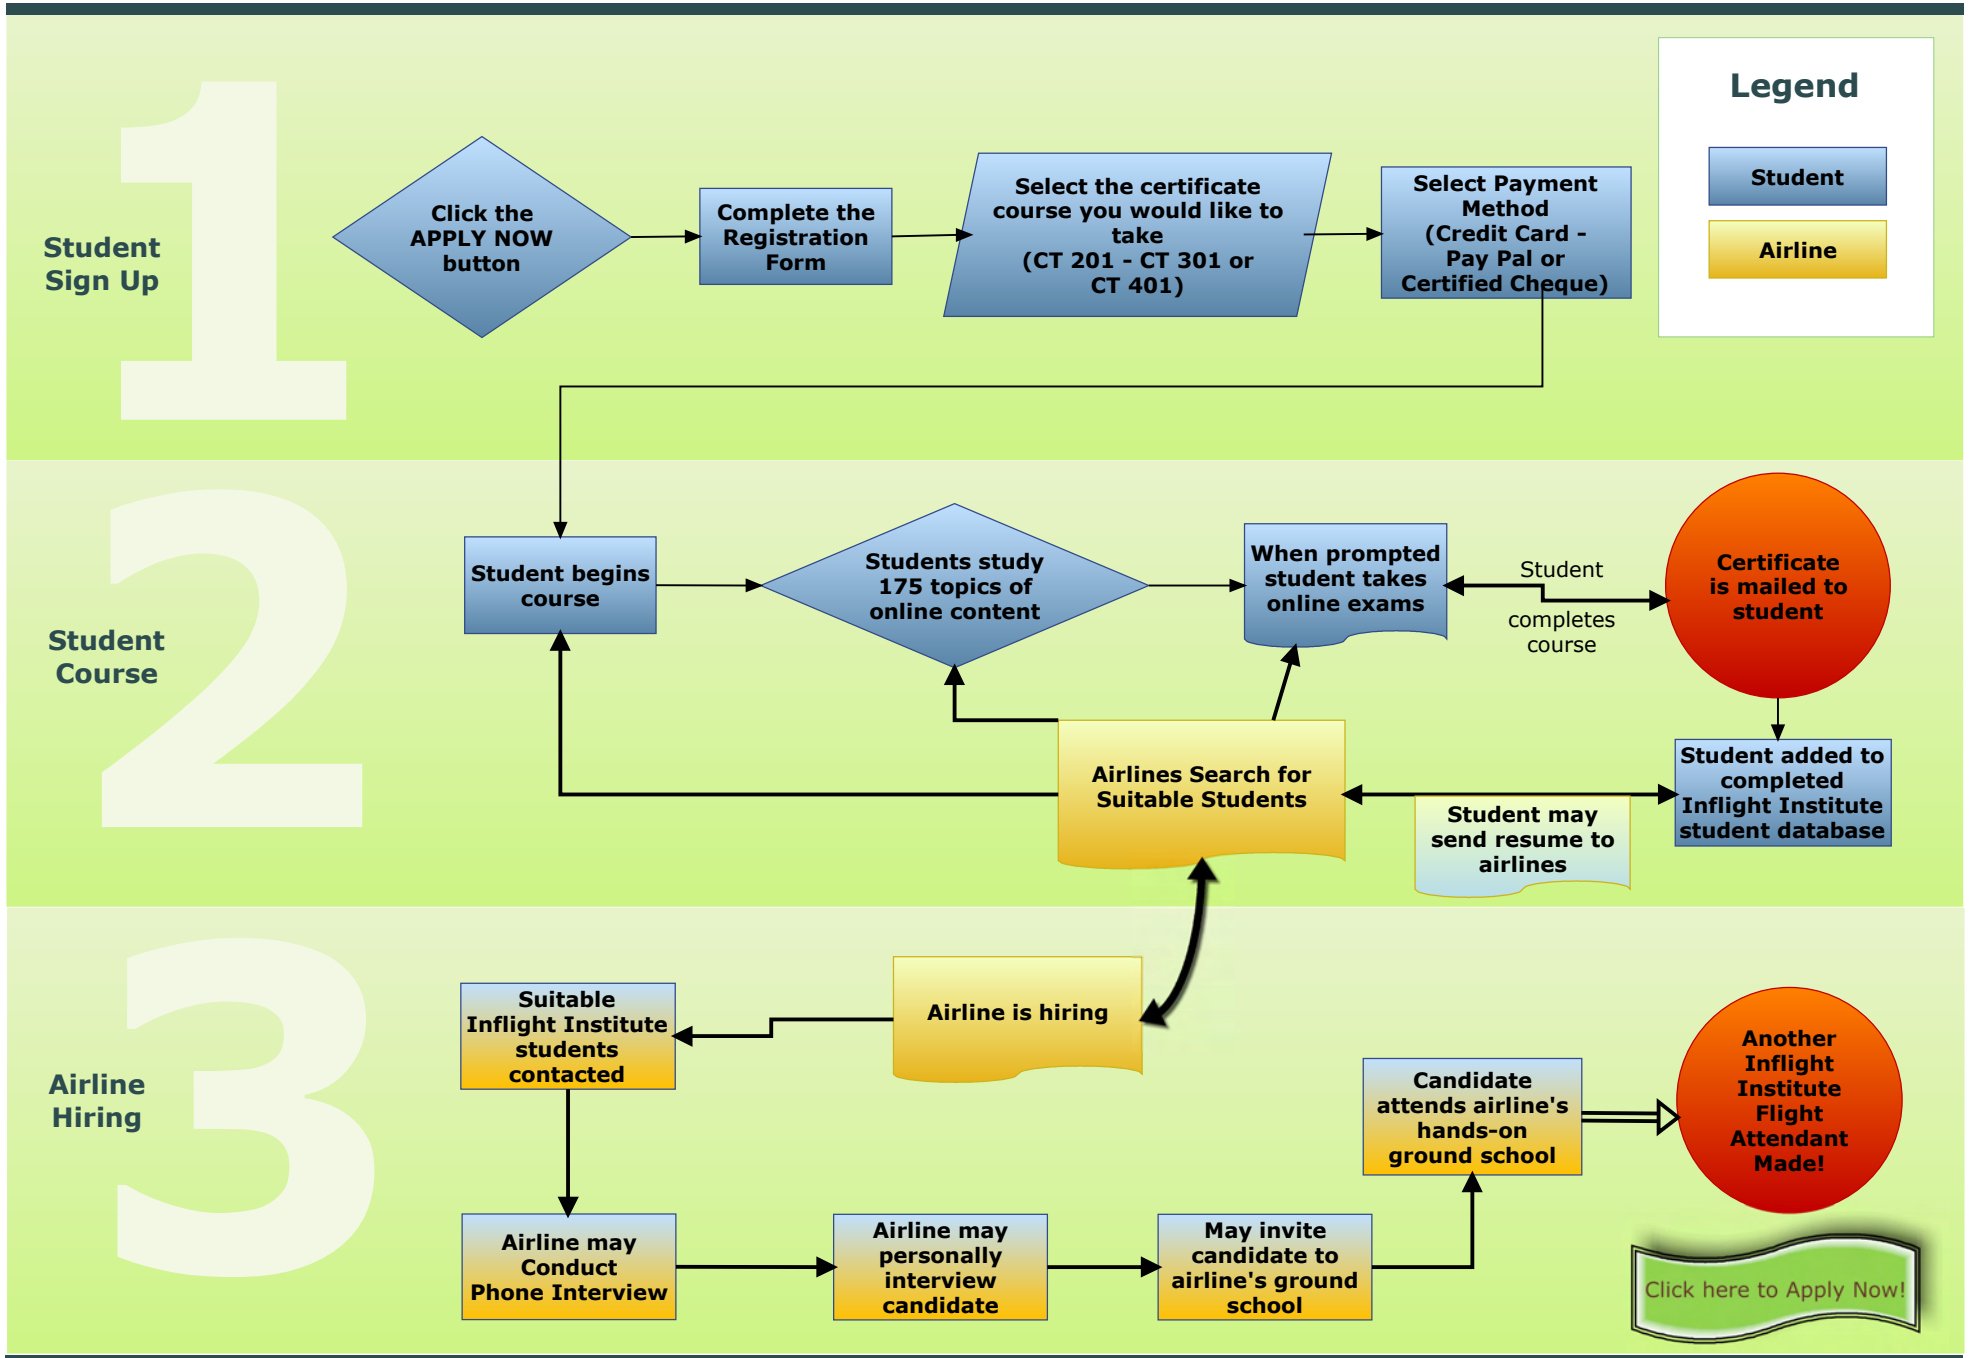 1
Student
Sign Up
Click the
APPLY NOW
button
Complete the
Registration
Form
Select the certificate
course you would like to
take
(CT 201 - CT 301 or
CT 401)
Select Payment
Method
(Credit Card -
Pay Pal or
Certified Cheque)
Legend
Student
Airline
2
Student
Course
Student begins
course
Students study
175 topics of
online content
When prompted
student takes
online exams
Student
completes
course
Certificate
is mailed to
student
Airlines Search for
Suitable Students
Student may
send resume to
airlines
Student added to
completed
Inflight Institute
student database
3
Airline
Hiring
Suitable
Inflight Institute
students
contacted
Airline is hiring
Airline may
Conduct
Phone Interview
Airline may
personally
interview
candidate
May invite
candidate to
airline's ground
school
Candidate
attends airline's
hands-on
ground school
Another
Inflight
Institute
Flight
Attendant
Made!
Click here to Apply Now!